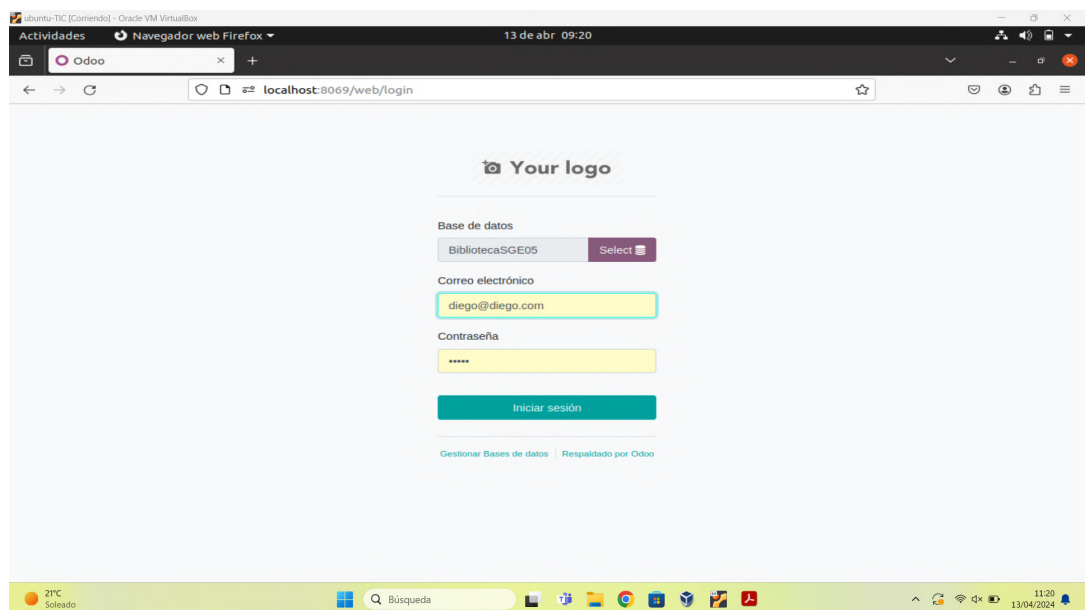 ubuntu-TIC [Corriendo] - Oracle VM VirtualBox
Actividades Navegador web Firefox 13 de abr 09:20
Odoo
localhost:8069/web/login
Your logo
Base de datos
BibliotecaSGE05 Select
Correo electrónico
diego@diego.com
Contraseña
•••••
Iniciar sesión
Gestionar Bases de datos Respaldado por Odoo
21°C
Soleado
Búsqueda
11:20
13/04/2024